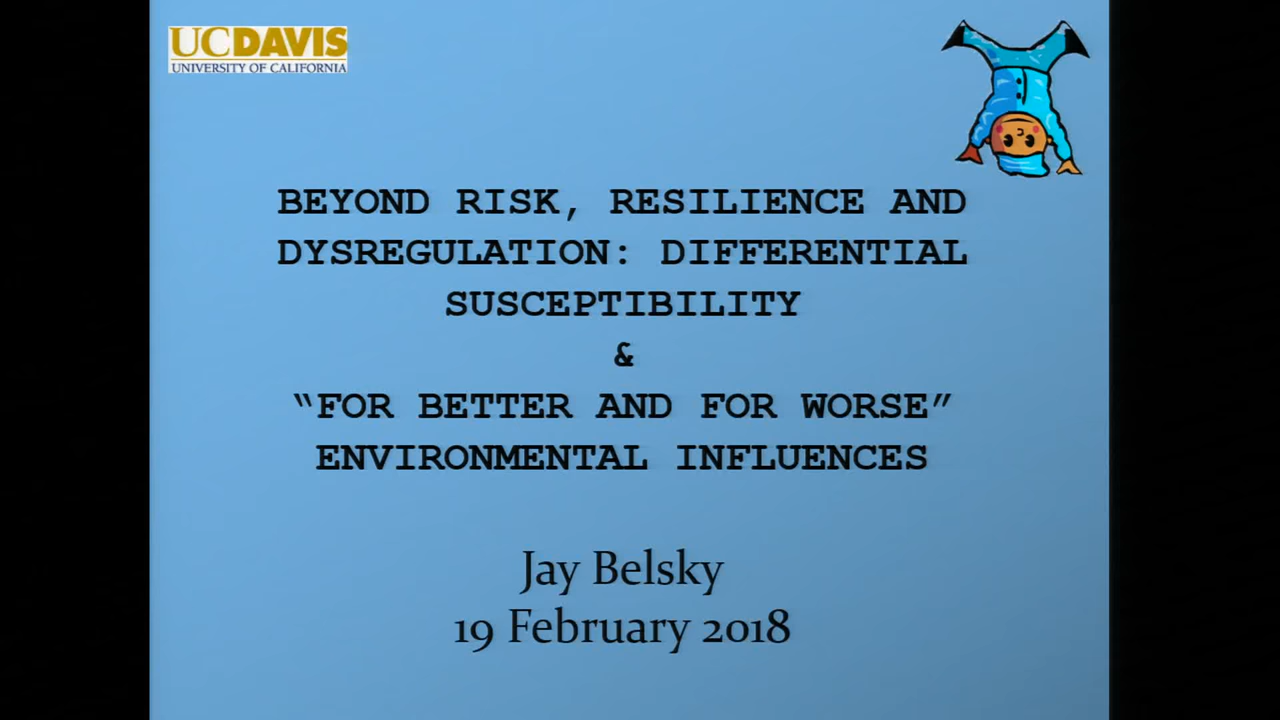 UCDAVIS
UNIVERSITY OF CALIFORNIA
BEYOND RISK, RESILIENCE AND
DYSREGULATION: DIFFERENTIAL
SUSCEPTIBILITY
&
“FOR BETTER AND FOR WORSE”
ENVIRONMENTAL INFLUENCES
Jay Belsky
19 February 2018